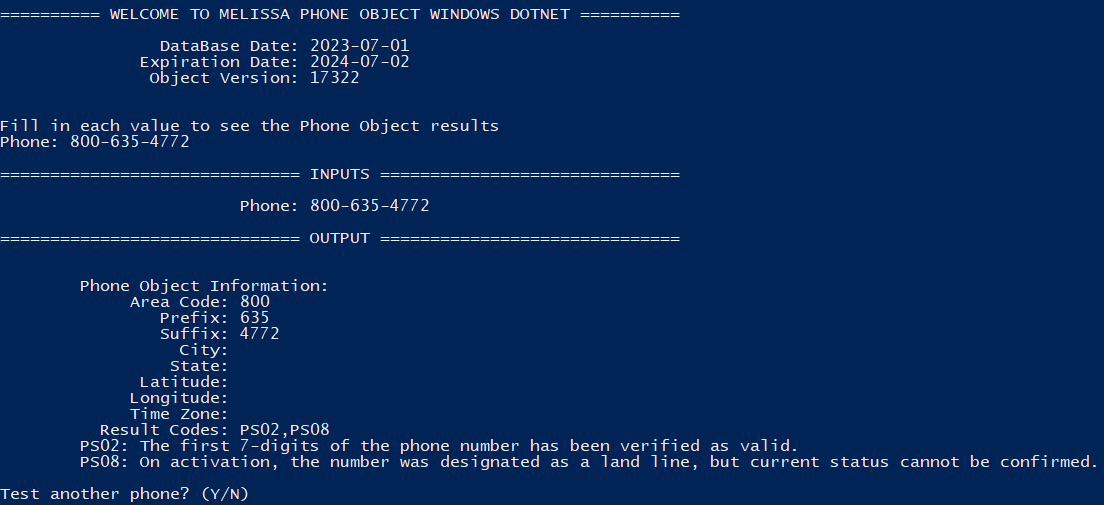 ========== WELCOME TO MELISSA PHONE OBJECT WINDOWS DOTNET ==========
DataBase Date: 2023-07-01
Expiration Date: 2024-07-02
Object Version: 17322
Fill in each value to see the Phone Object results
Phone: 800-635-4772
============================== INPUTS ==============================
Phone: 800-635-4772
============================== OUTPUT ==============================
Phone Object Information:
Area Code: 800
Prefix: 635
Suffix: 4772
City:
State:
Latitude:
Longitude:
Time Zone:
Result Codes: PS02,PS08
PS02: The first 7-digits of the phone number has been verified as valid.
PS08: On activation, the number was designated as a land line, but current status cannot be confirmed.
Test another phone? (Y/N)